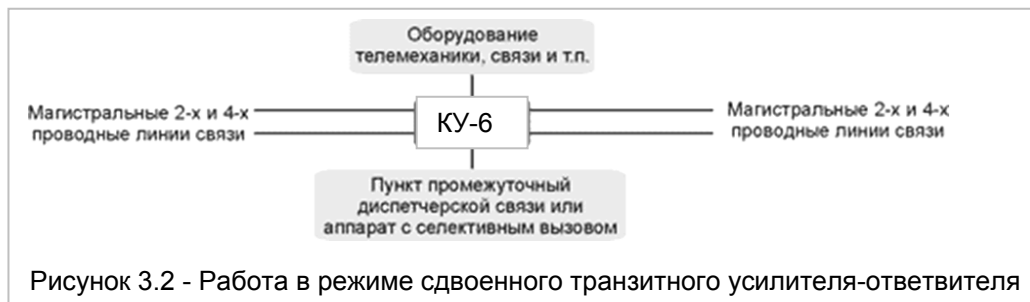 Оборудование
телемеханики, связи и т.п.
Магистральные 2-х и 4-х
проводные линии связи
КУ-6
Магистральные 2-х и 4-х
проводные линии связи
Пункт промежуточный
диспетчерской связи или
аппарат с селективным вызовом
Рисунок 3.2 - Работа в режиме сдвоенного транзитного усилителя-ответвителя